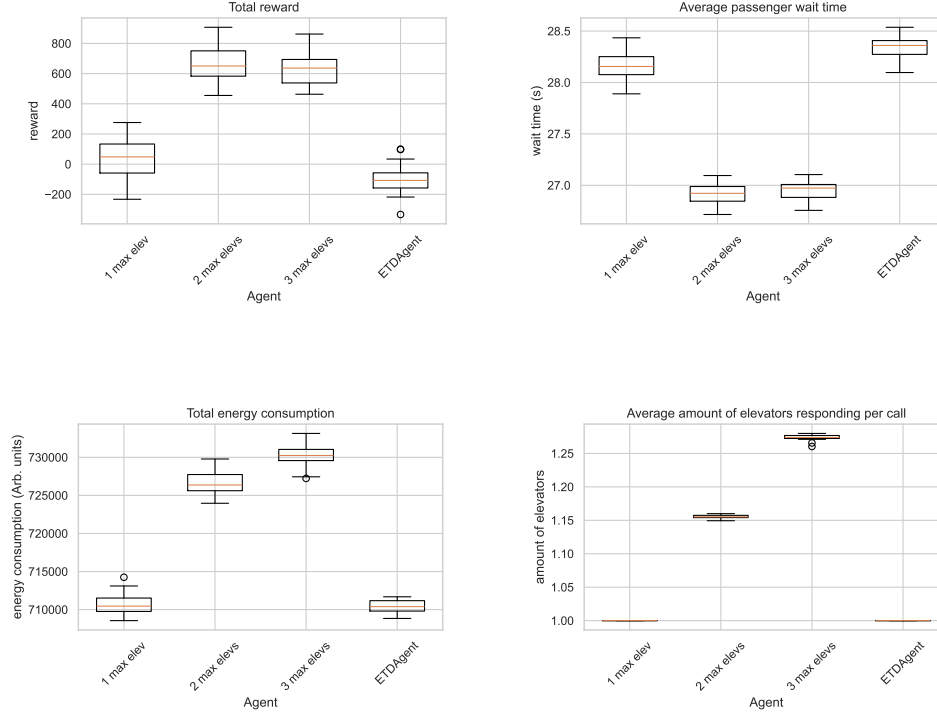 Total reward
reward
800
600
400
200
0
−200
1 max elev
2 max elevs
3 max elevs
ETDAgent
Agent
Average passenger wait time
wait time (s)
28.5
28.0
27.5
27.0
1 max elev
2 max elevs
3 max elevs
ETDAgent
Agent
Total energy consumption
energy consumption (Arb. units)
730000
725000
720000
715000
710000
1 max elev
2 max elevs
3 max elevs
ETDAgent
Agent
Average amount of elevators responding per call
amount of elevators
1.25
1.20
1.15
1.10
1.05
1.00
1 max elev
2 max elevs
3 max elevs
ETDAgent
Agent